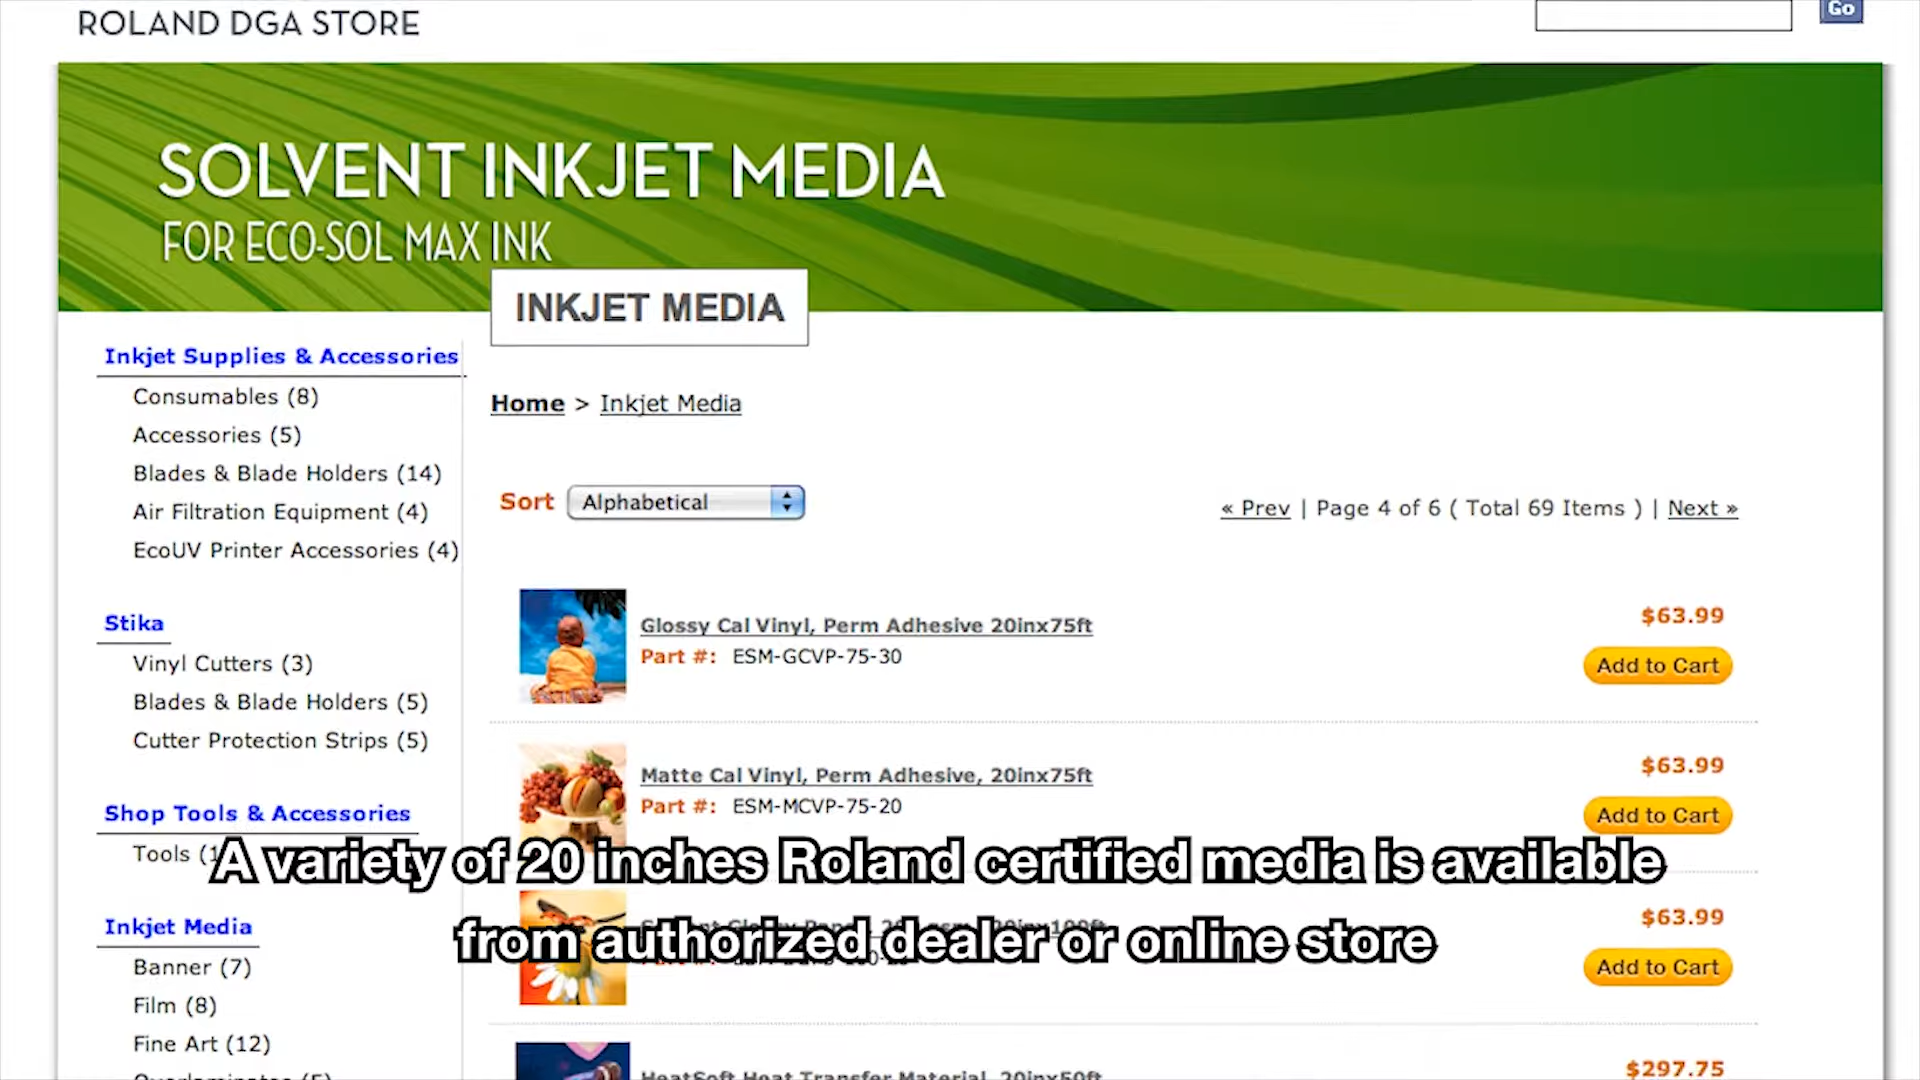 ROLAND DGA STORE
Go
SOLVENT INKJET MEDIA
FOR ECO-SOL MAX INK
INKJET MEDIA
Inkjet Supplies & Accessories
Consumables (8)
Accessories (5)
Blades & Blade Holders (14)
Air Filtration Equipment (4)
EcoUV Printer Accessories (4)
Stika
Vinyl Cutters (3)
Blades & Blade Holders (5)
Cutter Protection Strips (5)
Shop Tools & Accessories
Tools
Inkjet Media
Banner (7)
Film (8)
Fine Art (12)
Home > Inkjet Media
Sort Alphabetical
« Prev | Page 4 of 6 ( Total 69 Items ) | Next »
Glossy Cal Vinyl, Perm Adhesive 20inx75ft
Part #: ESM-GCVP-75-30
$63.99
Add to Cart
Matte Cal Vinyl, Perm Adhesive, 20inx75ft
Part #: ESM-MCVP-75-20
$63.99
Add to Cart
$63.99
Add to Cart
HeatSoft Heat Transfer Material, 20inx50ft
$297.75
A variety of 20 inches Roland certified media is available
from authorized dealer or online store